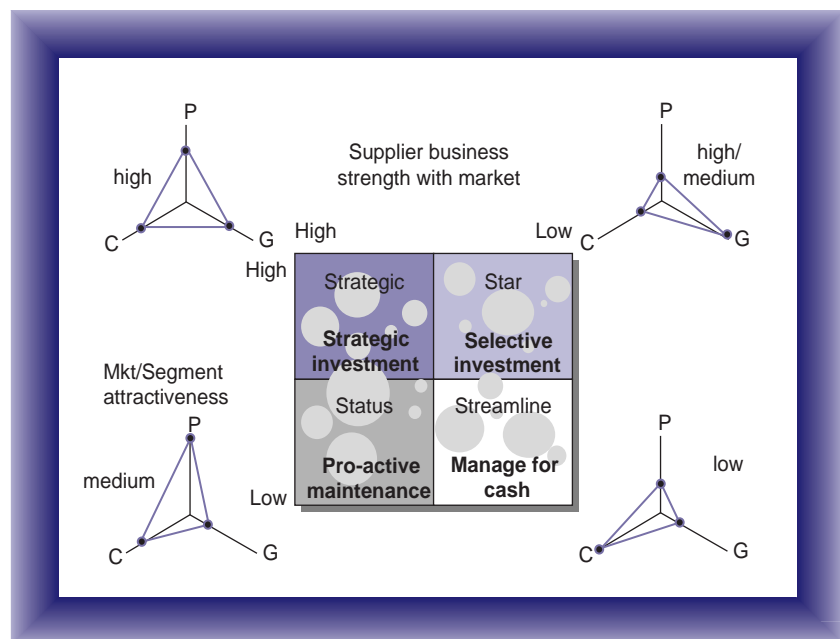 P
high
C
G
Supplier business
strength with market
P
high/
medium
C
G
High
Low
High
Strategic
Strategic
investment
Star
Selective
investment
Mkt/Segment
attractiveness
Status
Pro-active
maintenance
Streamline
Manage for
cash
Low
P
medium
C
G
P
low
C
G